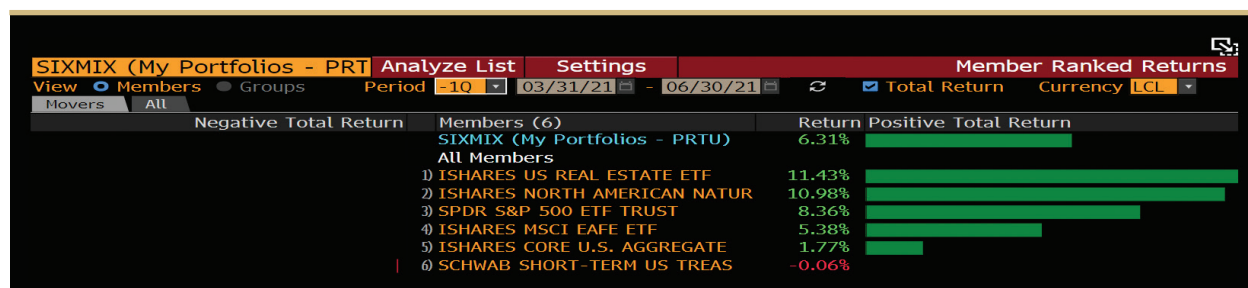 SIXMIX (My Portfolios - PRT Analyze List Settings Member Ranked Returns
View Members Groups Period -1Q 03/31/21 - 06/30/21 Total Return Currency LCL
Movers All
Negative Total Return Members (6) Return Positive Total Return
SIXMIX (My Portfolios - PRTU) 6.31%
All Members
1) ISHARES US REAL ESTATE ETF 11.43%
2) ISHARES NORTH AMERICAN NATUR 10.98%
3) SPDR S&P 500 ETF TRUST 8.36%
4) ISHARES MSCI EAFE ETF 5.38%
5) ISHARES CORE U.S. AGGREGATE 1.77%
6) SCHWAB SHORT-TERM US TREAS -0.06%